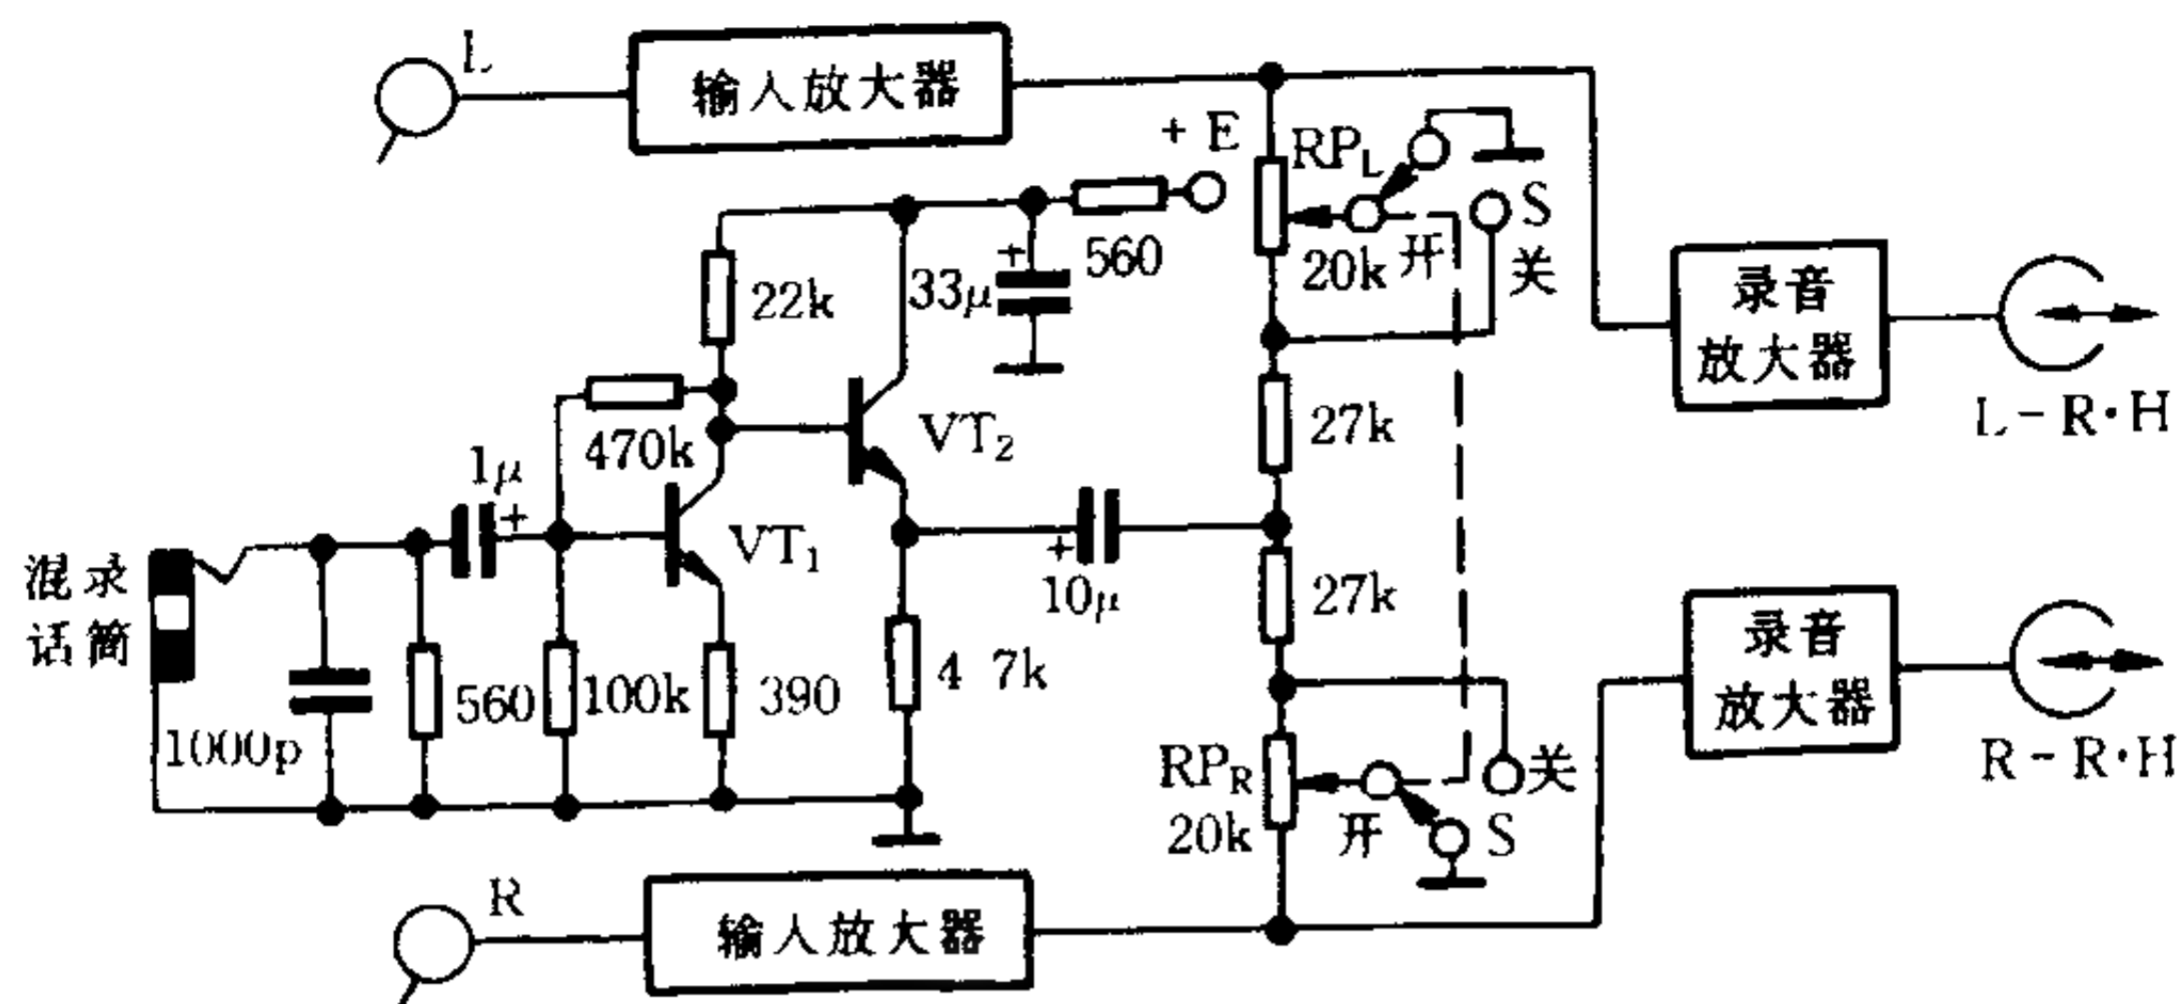 L
输入放大器
+ E
RP_L
20k
开
S
关
22k
33μ
560
录音
放大器
L - R·H
470k
VT₂
27k
1μ
VT₁
10μ
27k
混录
话筒
1000p
560
100k
390
4 7k
RP_R
20k
开
关
S
录音
放大器
R - R·H
R
输入放大器